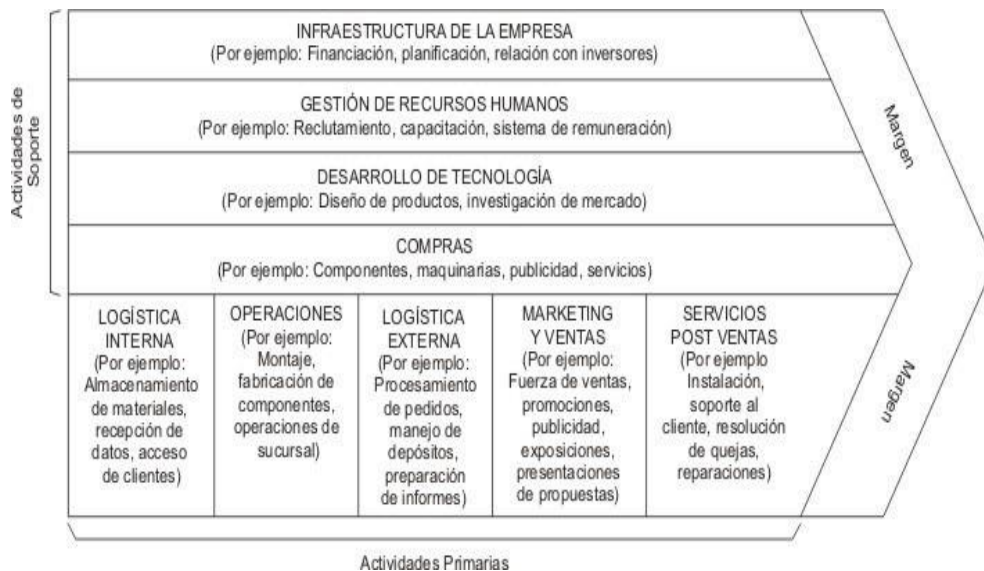 Actividades de
Soporte
INFRAESTRUCTURA DE LA EMPRESA
(Por ejemplo: Financiación, planificación, relación con inversores)
GESTIÓN DE RECURSOS HUMANOS
(Por ejemplo: Reclutamiento, capacitación, sistema de remuneración)
DESARROLLO DE TECNOLOGÍA
(Por ejemplo: Diseño de productos, investigación de mercado)
COMPRAS
(Por ejemplo: Componentes, maquinarias, publicidad, servicios)
Margen
LOGÍSTICA
INTERNA
(Por ejemplo:
Almacenamiento
de materiales,
recepción de
datos, acceso
de clientes)
OPERACIONES
(Por ejemplo:
Montaje,
fabricación de
componentes,
operaciones de
sucursal)
LOGÍSTICA
EXTERNA
(Por ejemplo:
Procesamiento
de pedidos,
manejo de
depósitos,
preparación
de informes)
MARKETING
Y VENTAS
(Por ejemplo:
Fuerza de ventas,
promociones,
publicidad,
exposiciones,
presentaciones
de propuestas)
SERVICIOS
POST VENTAS
(Por ejemplo
Instalación,
soporte al
cliente, resolución
de quejas,
reparaciones)
Margen
Actividades Primarias